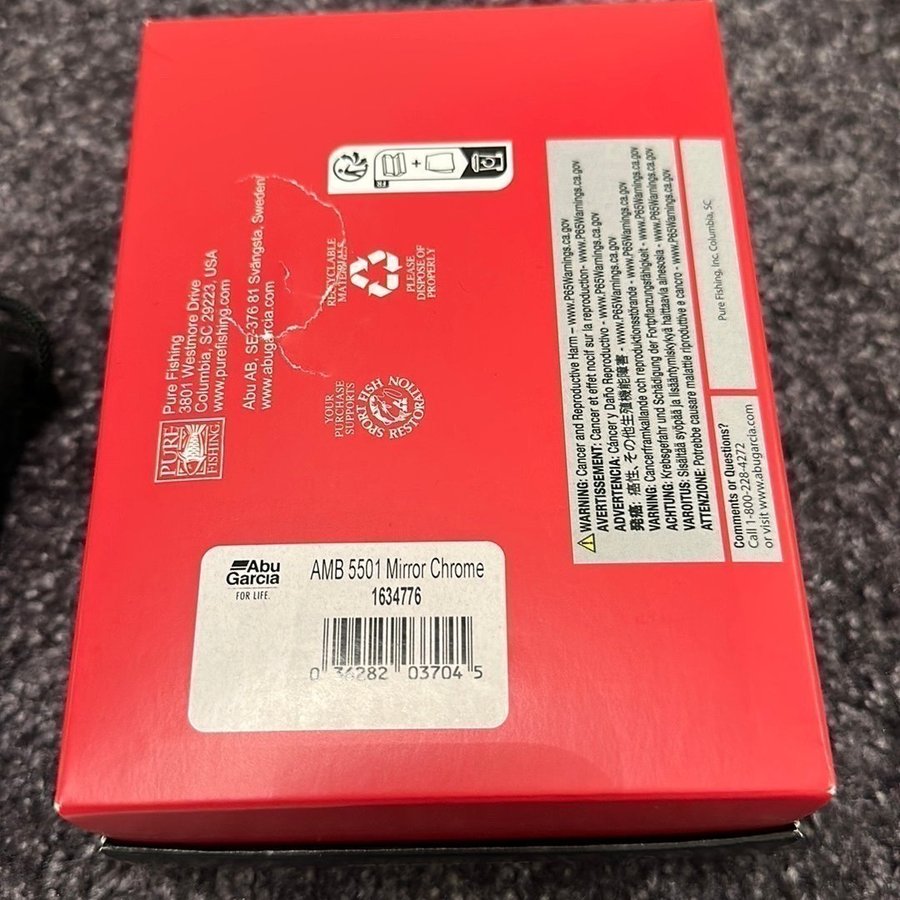 PURE
FISHING
Pure Fishing
3801 Westmore Drive
Columbia, SC 29223, USA
www.purefishing.com
Abu AB, SE-376 81 Svängsta, Sweden
www.abugarcia.com
FR
+
RECYCLABLE
MATERIALS
PLEASE
DISPOSE OF
PROPERLY
YOUR
PURCHASE
SUPPORTS
SPORT FISH
RESTORATION
WARNING: Cancer and Reproductive Harm – www.P65Warnings.ca.gov
AVERTISSEMENT: Cancer et effet nocif sur la reproduction- www.P65Warnings.ca.gov
ADVERTENCIA: Cáncer y Daño Reproductivo - www.P65Warnings.ca.gov
発癌: 癌性、その他生殖機能障害 - www.P65Warnings.ca.gov
VARNING: Cancerframkallande och reproduktionsstörande - www.P65Warnings.ca.gov
ACHTUNG: Krebsgefahr und Schädigung der Fortpflanzungsfähigkeit - www.P65Warnings.ca.gov
VAROITUS: Sisältää syöpää ja lisääntymiskykyä haittaavia ainesosia - www.P65Warnings.ca.gov
ATTENZIONE: Potrebbe causare malattie riproduttive e cancro - www.P65Warnings.ca.gov
Pure Fishing, Inc. Columbia, SC
Comments or Questions?
Call 1-800-228-4272
or visit www.abugarcia.com
Abu
Garcia
FOR LIFE.
AMB 5501 Mirror Chrome
1634776
0 36282 03704 5